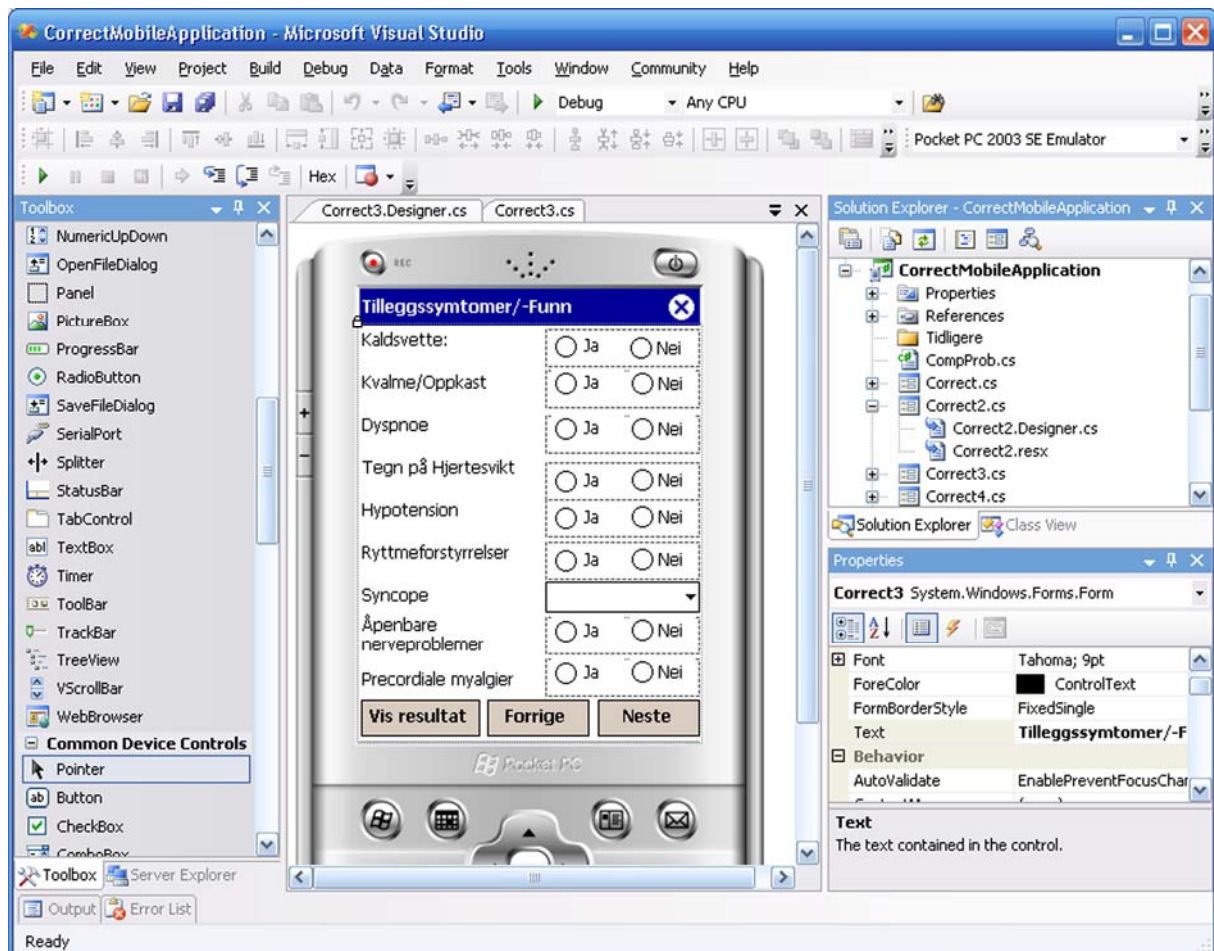 CorrectMobileApplication - Microsoft Visual Studio
File Edit View Project Build Debug Data Format Tools Window Community Help
Debug Any CPU
Pocket PC 2003 SE Emulator
Hex
Toolbox
NumericUpDown
OpenFileDialog
Panel
PictureBox
ProgressBar
RadioButton
SaveFileDialog
SerialPort
Splitter
StatusBar
TabControl
TextBox
Timer
ToolBar
TrackBar
TreeView
VScrollBar
WebBrowser
Common Device Controls
Pointer
Button
CheckBox
ComboBox
Toolbox Server Explorer
Output Error List
Ready
Correct3.Designer.cs Correct3.cs
REC
Tilleggssymtomer/-Funn
Kaldsvette: Ja Nei
Kvalme/Oppkast Ja Nei
Dyspnoe Ja Nei
Tegn på Hjertesvikt Ja Nei
Hypotension Ja Nei
Ryttmeforstyrrelser Ja Nei
Syncope
Åpenbare
nerveproblemer Ja Nei
Precordiale myalgier Ja Nei
Vis resultat Forrige Neste
Pocket PC
Solution Explorer - CorrectMobileApplication
CorrectMobileApplication
Properties
References
Tidligere
CompProb.cs
Correct.cs
Correct2.cs
Correct2.Designer.cs
Correct2.resx
Correct3.cs
Correct4.cs
Solution Explorer Class View
Properties
Correct3 System.Windows.Forms.Form
Font Tahoma; 9pt
ForeColor ControlText
FormBorderStyle FixedSingle
Text Tilleggssymtomer/-F
Behavior
AutoValidate EnablePreventFocusChar
Text
The text contained in the control.